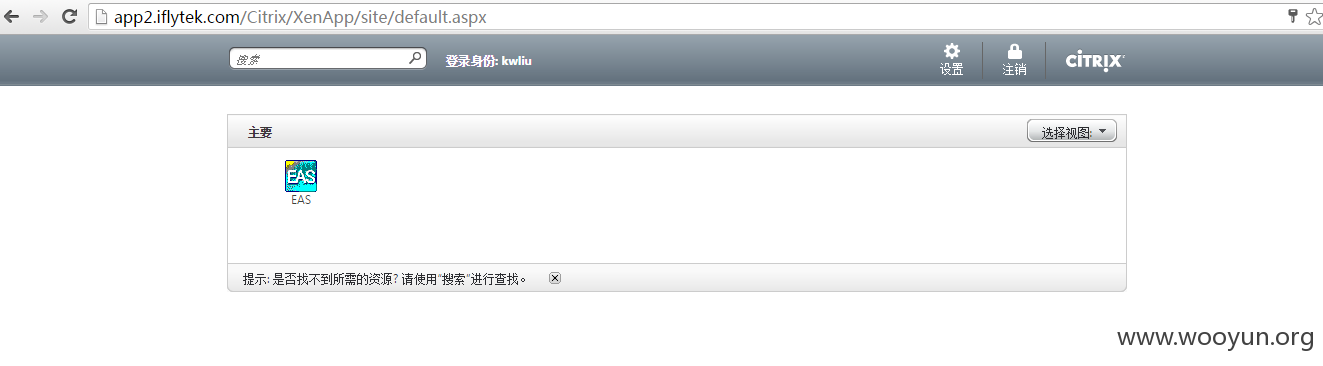 app2.iflytek.com/Citrix/XenApp/site/default.aspx
搜索
登录身份: kwliu
设置
注销
CITRIX
主要
选择视图:
EAS
EAS
提示: 是否找不到所需的资源? 请使用“搜索”进行查找。
www.wooyun.org